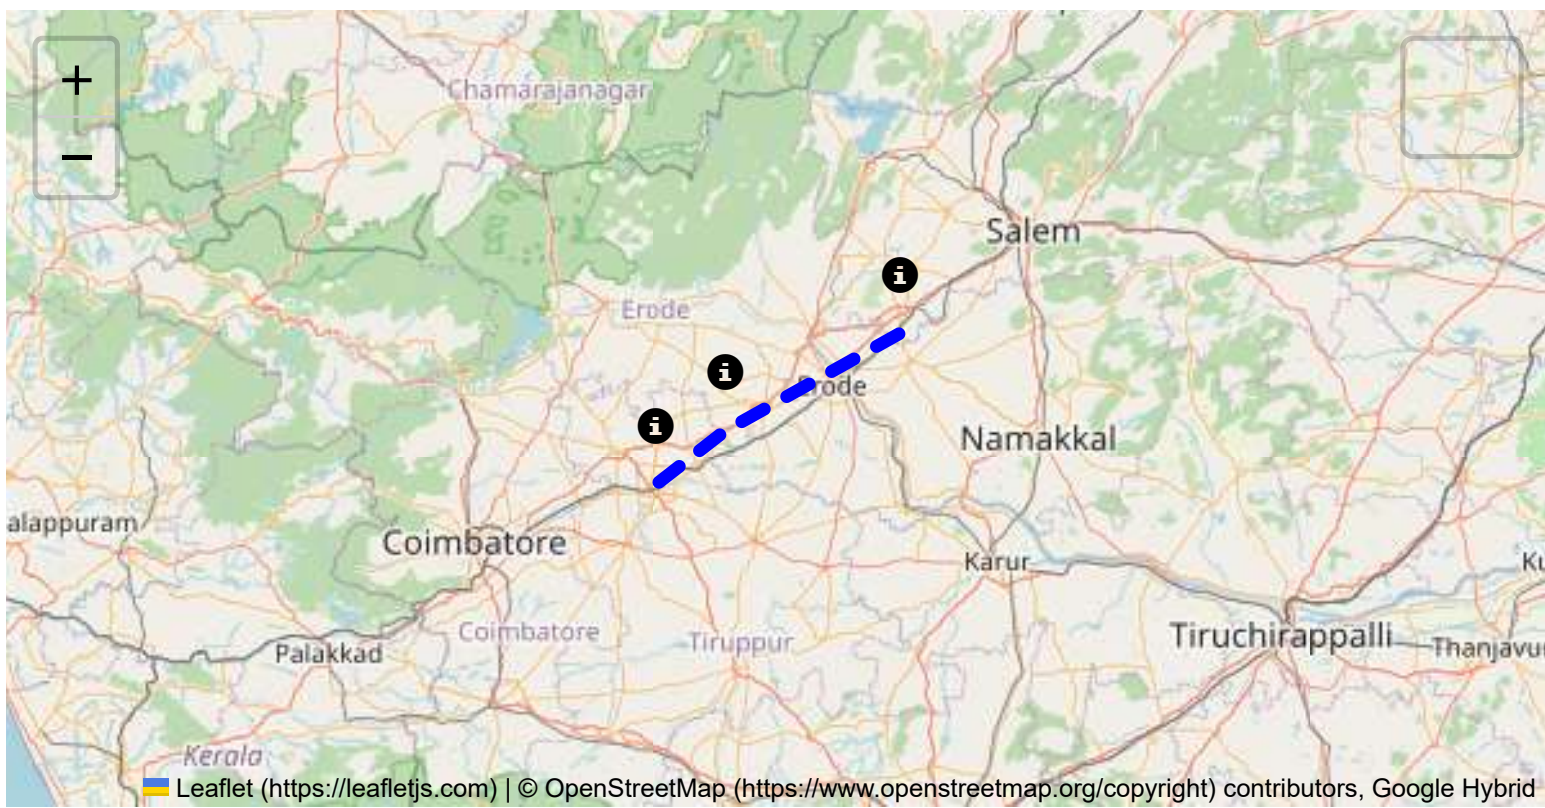 +
−
Chamarajanagar
Salem
Erode
Erode
Namakkal
alappuram
Coimbatore
Karur
Ku
Coimbatore
Tiruppur
Tiruchirappalli
Palakkad
Thanjavu
Kerala
Leaflet (https://leafletjs.com) | © OpenStreetMap (https://www.openstreetmap.org/copyright) contributors, Google Hybrid